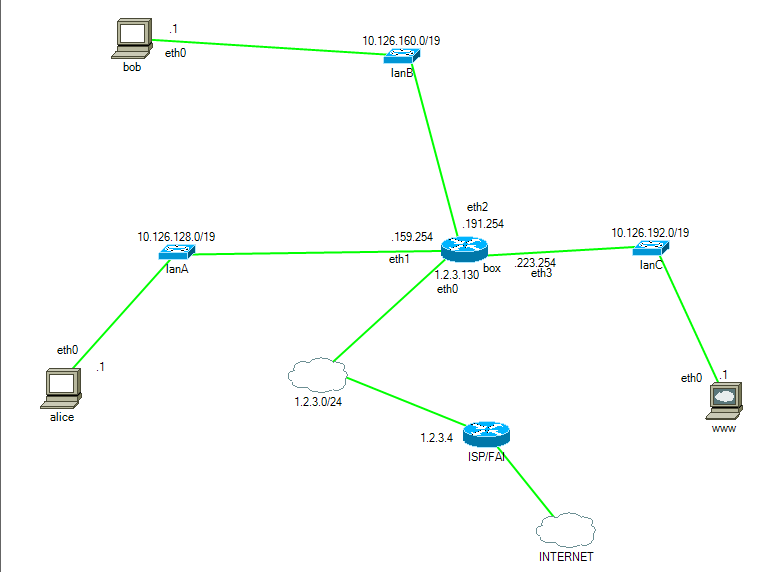 .1
eth0
bob
10.126.160.0/19
lanB
eth2
.191.254
10.126.128.0/19
lanA
.159.254
eth1
box
1.2.3.130
eth0
.223.254
eth3
10.126.192.0/19
lanC
eth0
.1
alice
1.2.3.0/24
1.2.3.4
ISP/FAI
eth0
.1
www
INTERNET